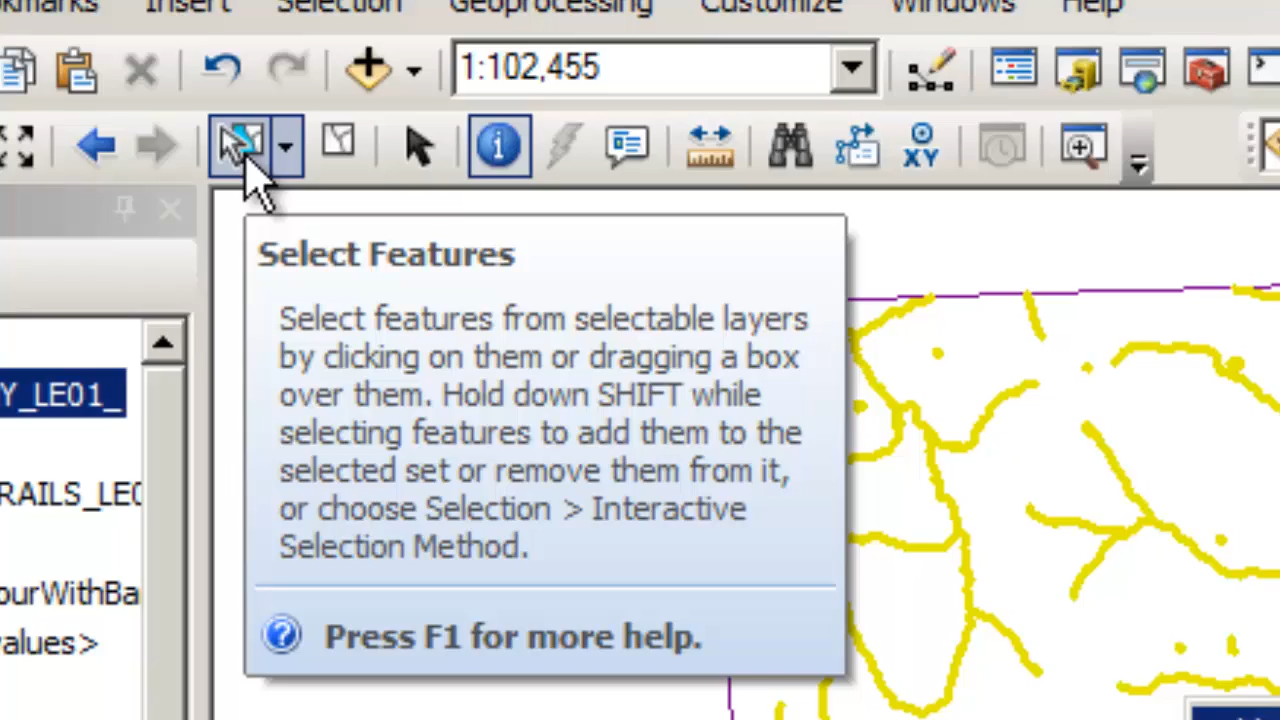 Insert Selection Geoprocessing Customize Windows Help
1:102,455
XY
Select Features
Select features from selectable layers
by clicking on them or dragging a box
over them. Hold down SHIFT while
selecting features to add them to the
selected set or remove them from it,
or choose Selection > Interactive
Selection Method.
Press F1 for more help.
Y_LE01_
RAILS_LE0
ourWithBa
values>